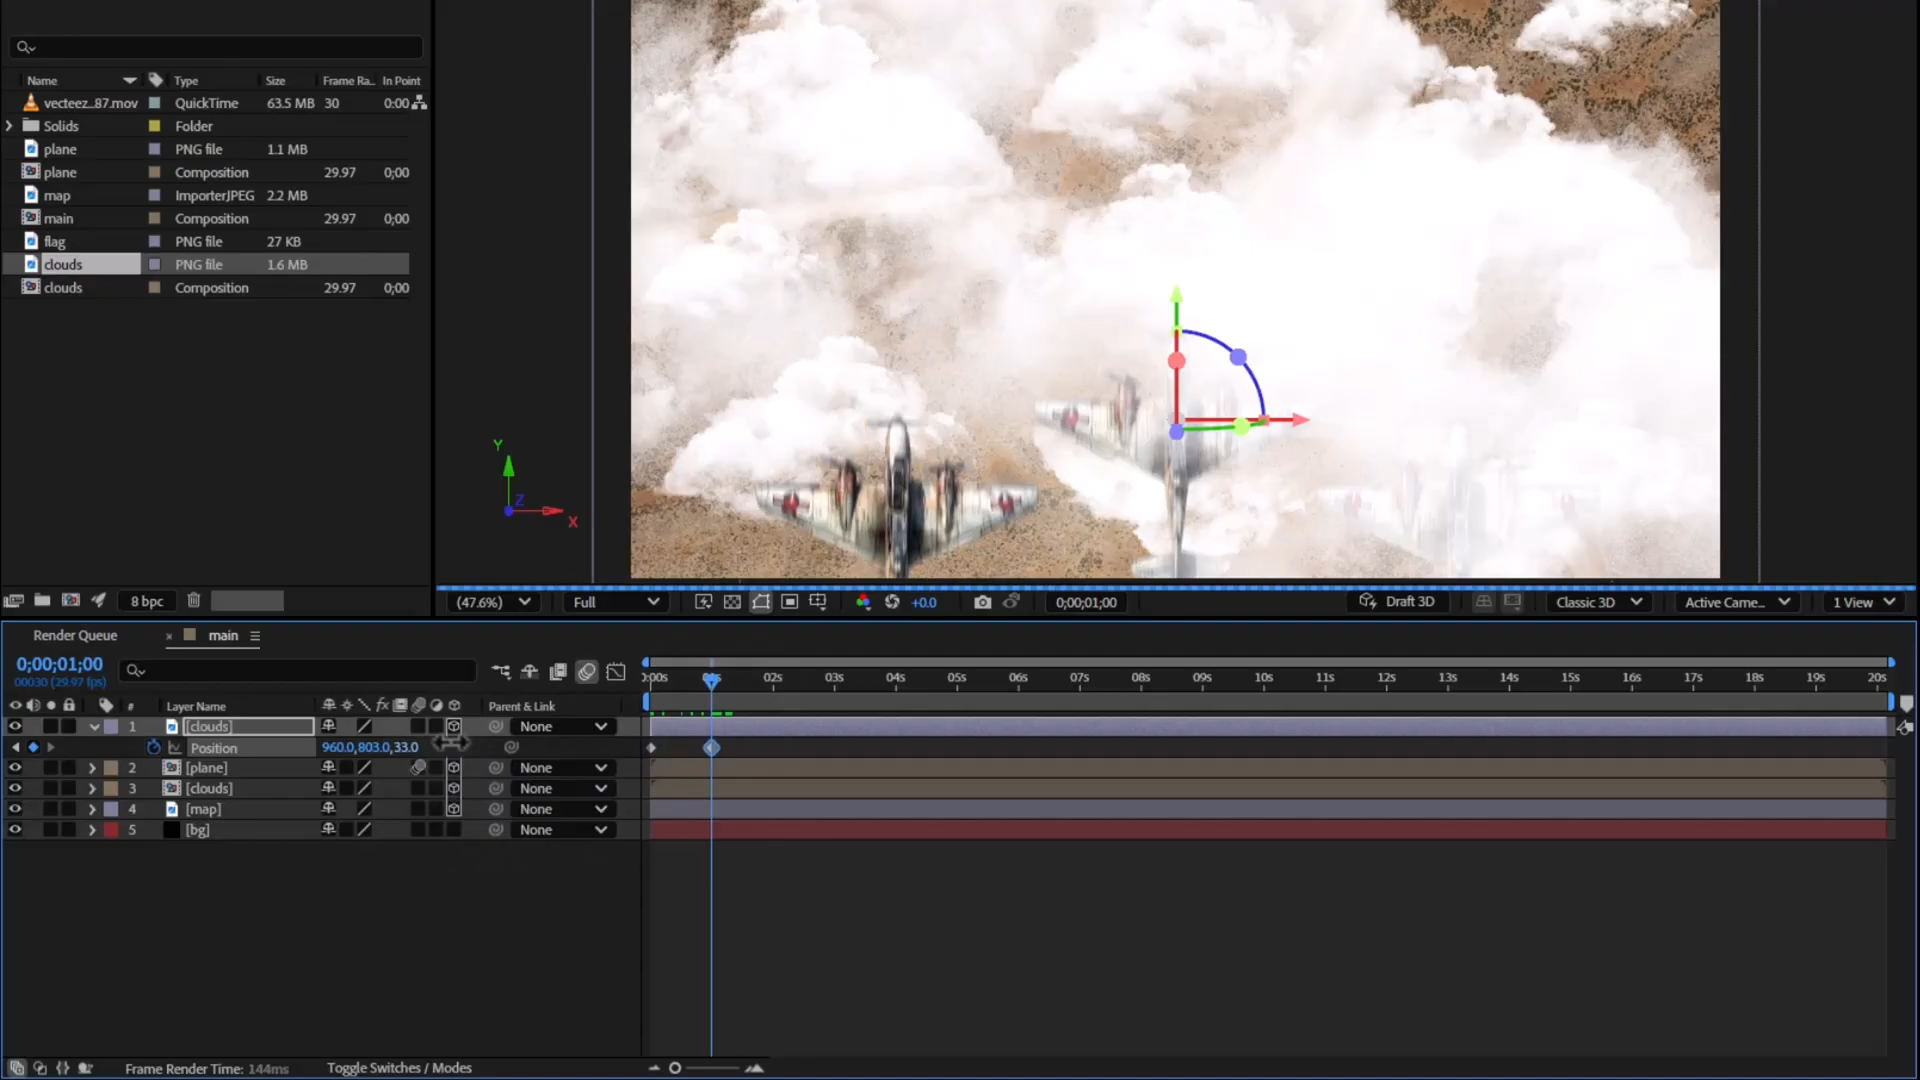 Name Type Size Frame Ra.. In Point
vecteez..87.mov QuickTime 63.5 MB 30 0:00
Solids Folder
plane PNG file 1.1 MB
plane Composition 29.97 0;00
map ImporterJPEG 2.2 MB
main Composition 29.97 0;00
flag PNG file 27 KB
clouds PNG file 1.6 MB
clouds Composition 29.97 0;00
Y
Z
X
8 bpc
(47.6%) Full +0.0 0;00;01;00 Draft 3D Classic 3D Active Came... 1 View
Render Queue × main
0;00;01;00
00030 (29.97 fps)
):00s 02s 03s 04s 05s 06s 07s 08s 09s 10s 11s 12s 13s 14s 15s 16s 17s 18s 19s 20s
# Layer Name fx Parent & Link
1 [clouds] None
Position 960.0,803.0,33.0
2 [plane] None
3 [clouds] None
4 [map] None
5 [bg] None
Frame Render Time: 144ms Toggle Switches / Modes